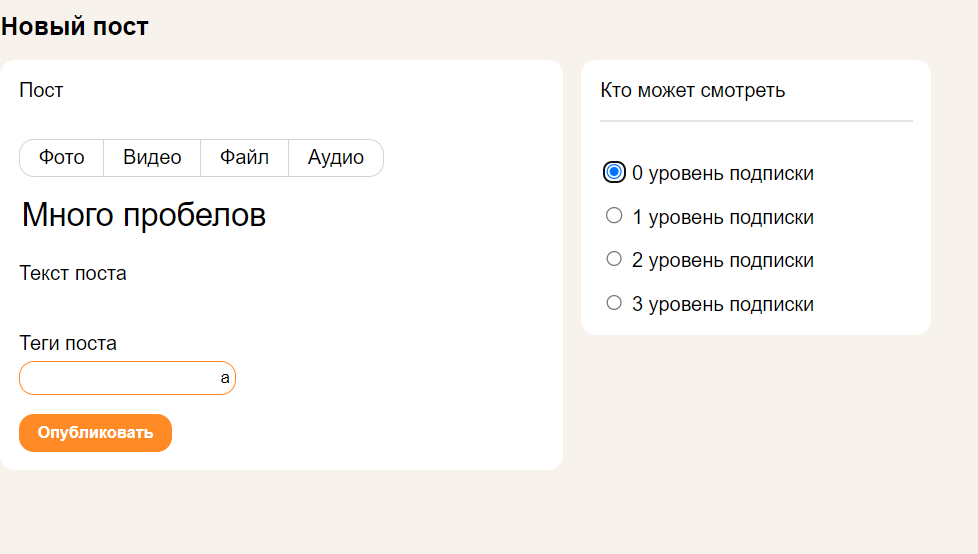 Новый пост
Пост
Фото Видео Файл Аудио
Много пробелов
Текст поста
Теги поста
а
Опубликовать
Кто может смотреть
0 уровень подписки
1 уровень подписки
2 уровень подписки
3 уровень подписки